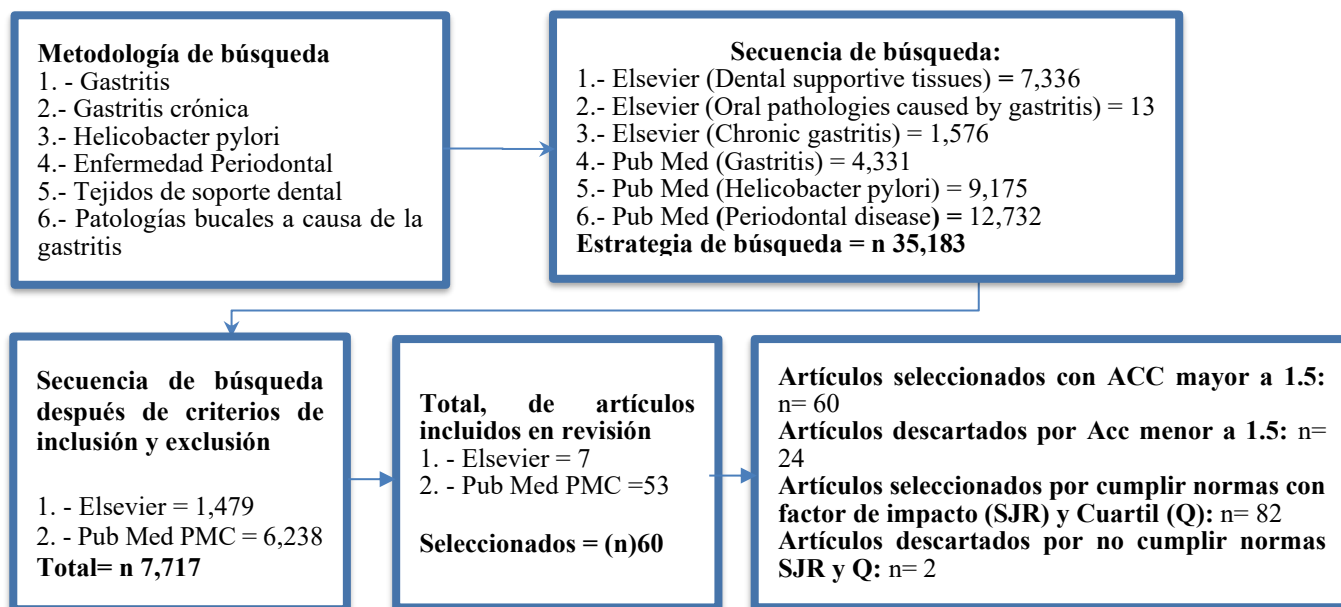 Metodología de búsqueda
1. - Gastritis
2.- Gastritis crónica
3.- Helicobacter pylori
4.- Enfermedad Periodontal
5.- Tejidos de soporte dental
6.- Patologías bucales a causa de la
gastritis
Secuencia de búsqueda:
1.- Elsevier (Dental supportive tissues) = 7,336
2.- Elsevier (Oral pathologies caused by gastritis) = 13
3.- Elsevier (Chronic gastritis) = 1,576
4.- Pub Med (Gastritis) = 4,331
5.- Pub Med (Helicobacter pylori) = 9,175
6.- Pub Med (Periodontal disease) = 12,732
Estrategia de búsqueda = n 35,183
Secuencia de búsqueda
después de criterios de
inclusión y exclusión
1. - Elsevier = 1,479
2. - Pub Med PMC = 6,238
Total= n 7,717
Total, de artículos
incluidos en revisión
1. - Elsevier = 7
2. - Pub Med PMC =53
Seleccionados = (n)60
Artículos seleccionados con ACC mayor a 1.5:
n= 60
Artículos descartados por Acc menor a 1.5: n=
24
Artículos seleccionados por cumplir normas con
factor de impacto (SJR) y Cuartil (Q): n= 82
Artículos descartados por no cumplir normas
SJR y Q: n= 2